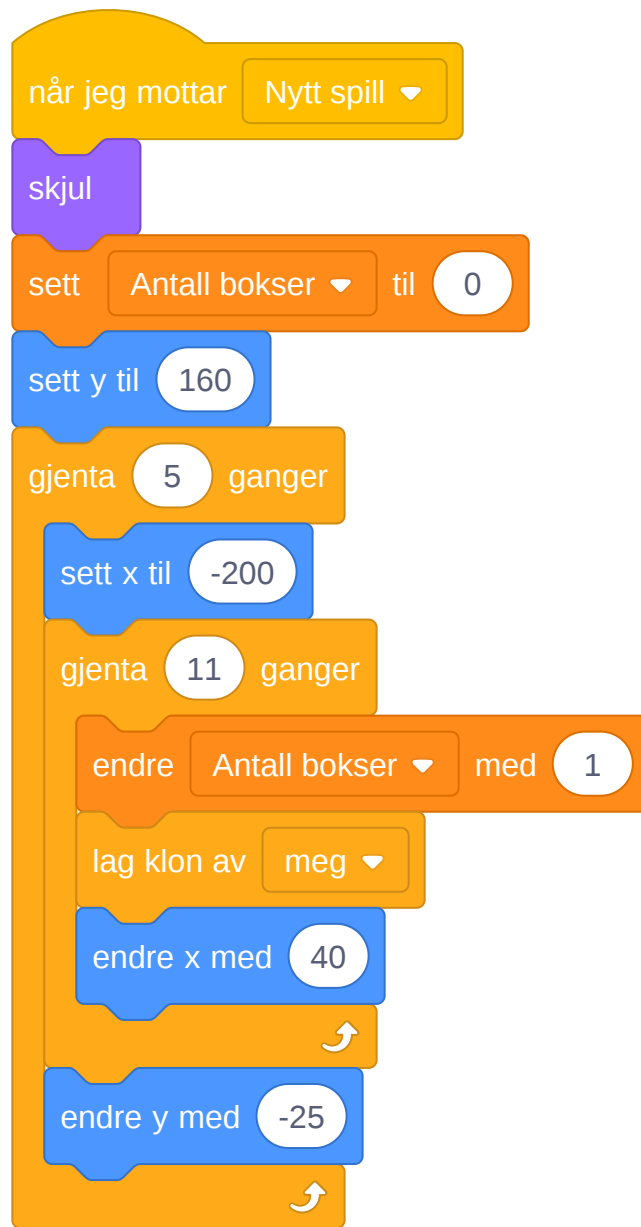 når jeg mottar Nytt spill
skjul
sett Antall bokser til 0
sett y til 160
gjenta 5 ganger
sett x til -200
gjenta 11 ganger
endre Antall bokser med 1
lag klon av meg
endre x med 40
endre y med -25